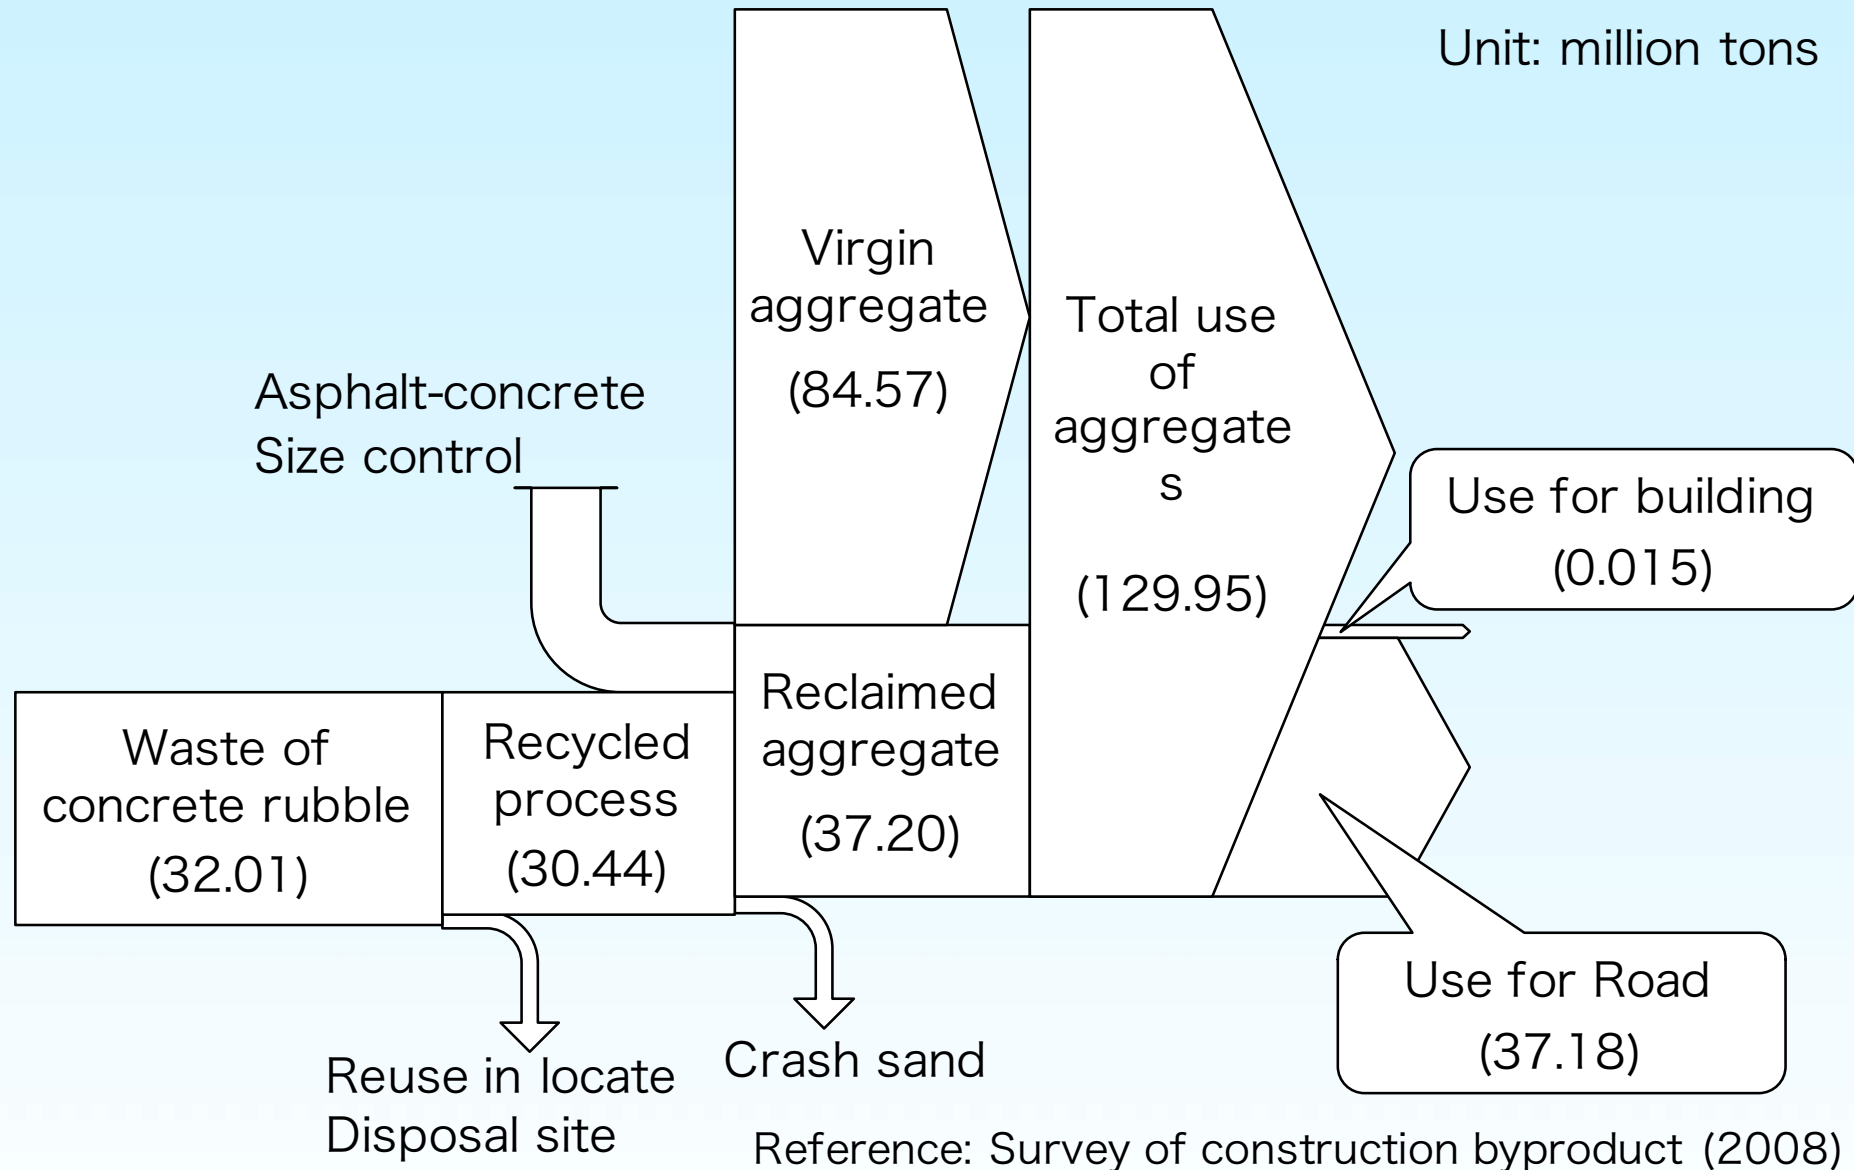 Unit: million tons
Virgin
aggregate
(84.57)
Total use
of
aggregate
s
(129.95)
Asphalt-concrete
Size control
Use for building
(0.015)
Reclaimed
aggregate
(37.20)
Waste of
concrete rubble
(32.01)
Recycled
process
(30.44)
Use for Road
(37.18)
Reuse in locate
Disposal site
Crash sand
Reference: Survey of construction byproduct (2008)